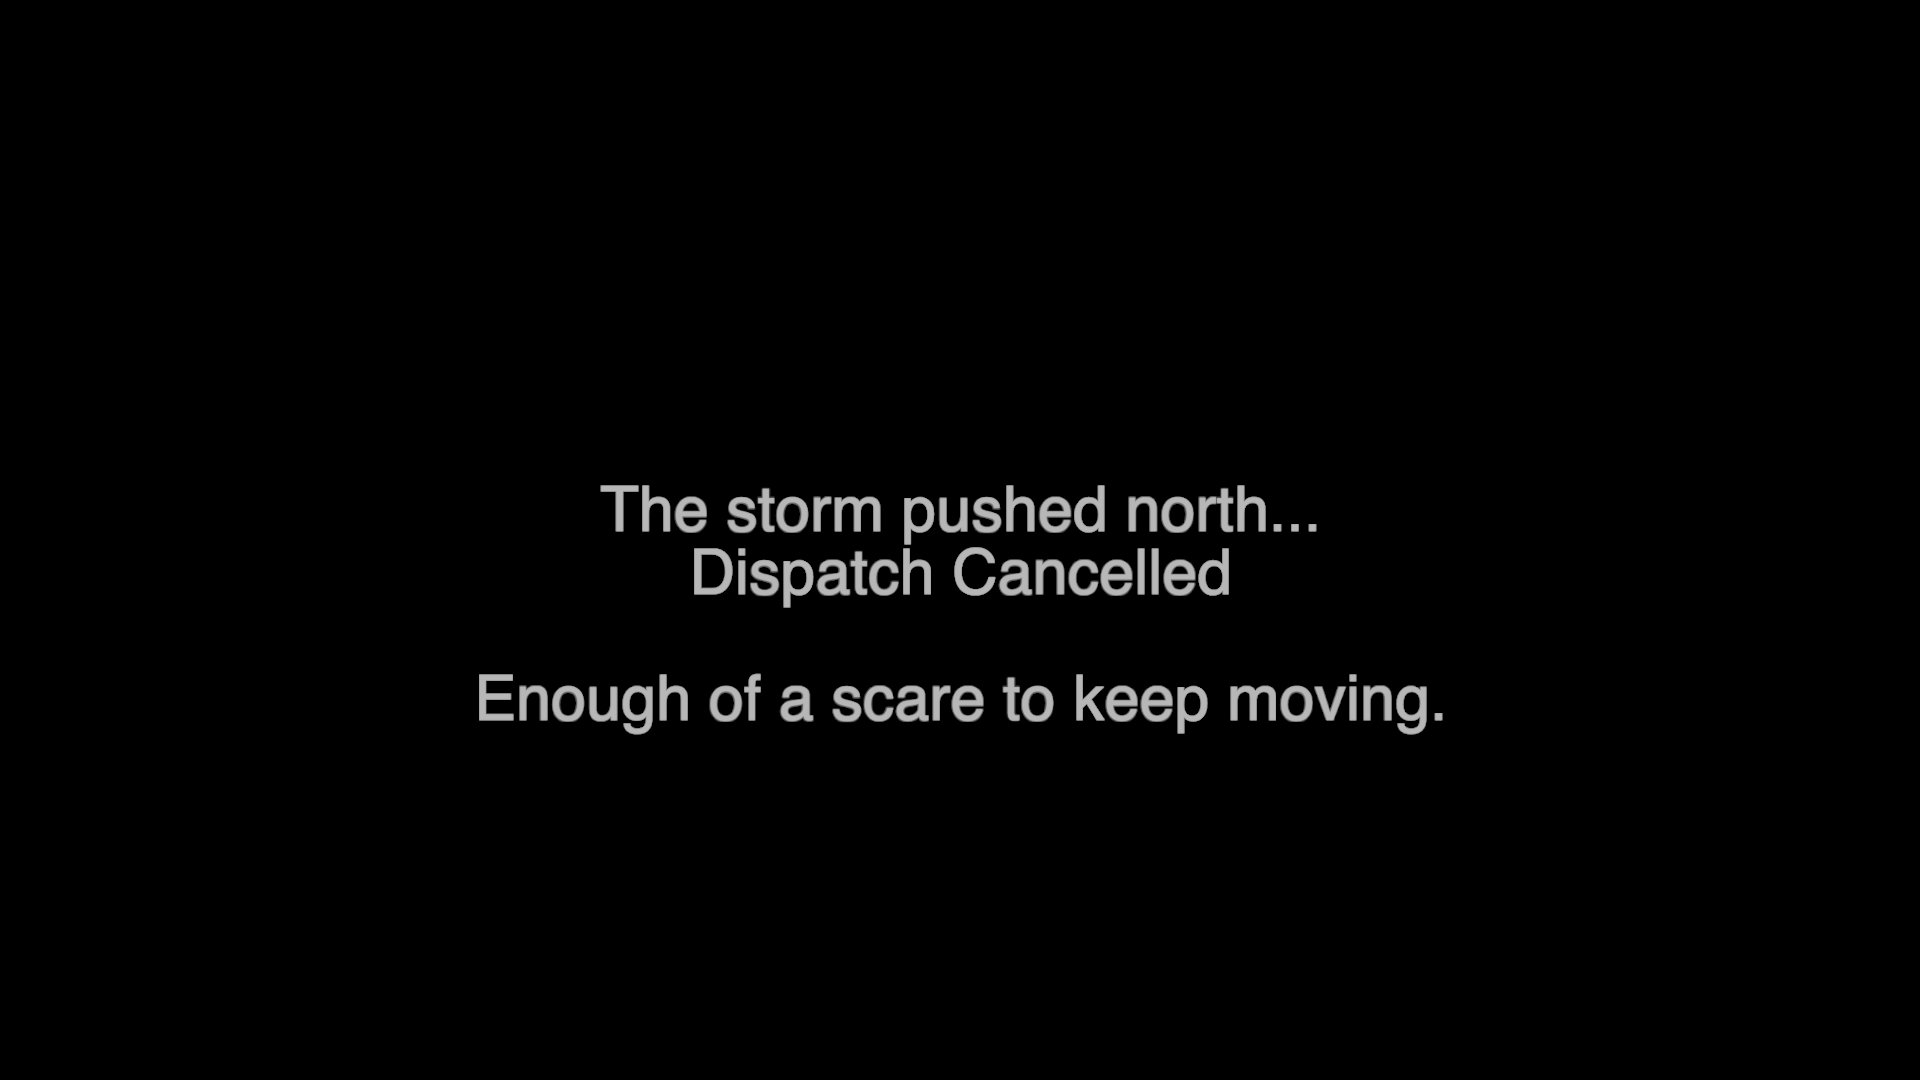 The storm pushed north...
Dispatch Cancelled
Enough of a scare to keep moving.